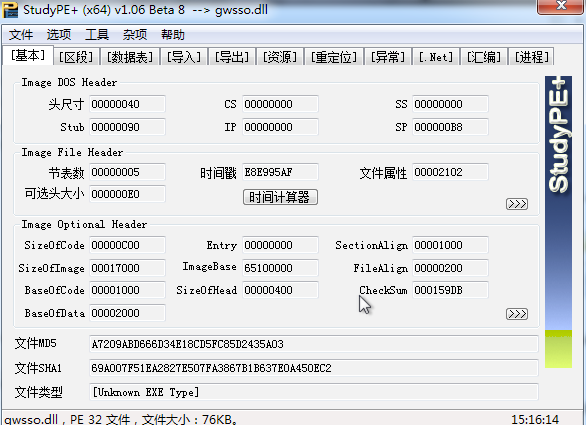 StudyPE+ (x64) v1.06 Beta 8 --> gwsso.dll
文件 选项 工具 杂项 帮助
[基本] [区段] [数据表] [导入] [导出] [资源] [重定位] [异常] [.Net] [汇编] [进程]
Image DOS Header
头尺寸 00000040 CS 00000000 SS 00000000
Stub 00000090 IP 00000000 SP 000000B8
Image File Header
节表数 00000005 时间戳 E8E995AF 文件属性 00002102
可选头大小 000000E0 时间计算器 >>>
Image Optional Header
SizeOfCode 00000C00 Entry 00000000 SectionAlign 00001000
SizeOfImage 00017000 ImageBase 65100000 FileAlign 00000200
BaseOfCode 00001000 SizeOfHead 00000400 CheckSum 000159DB
BaseOfData 00002000 >>>
文件MD5 A7209ABD666D34E18CD5FC85D2435A03
文件SHA1 69A007F51EA2827E507FA3867B1B637E0A450EC2
文件类型 [Unknown EXE Type]
StudyPE+
gwsso.dll，PE 32 文件，文件大小：76KB。 15:16:14